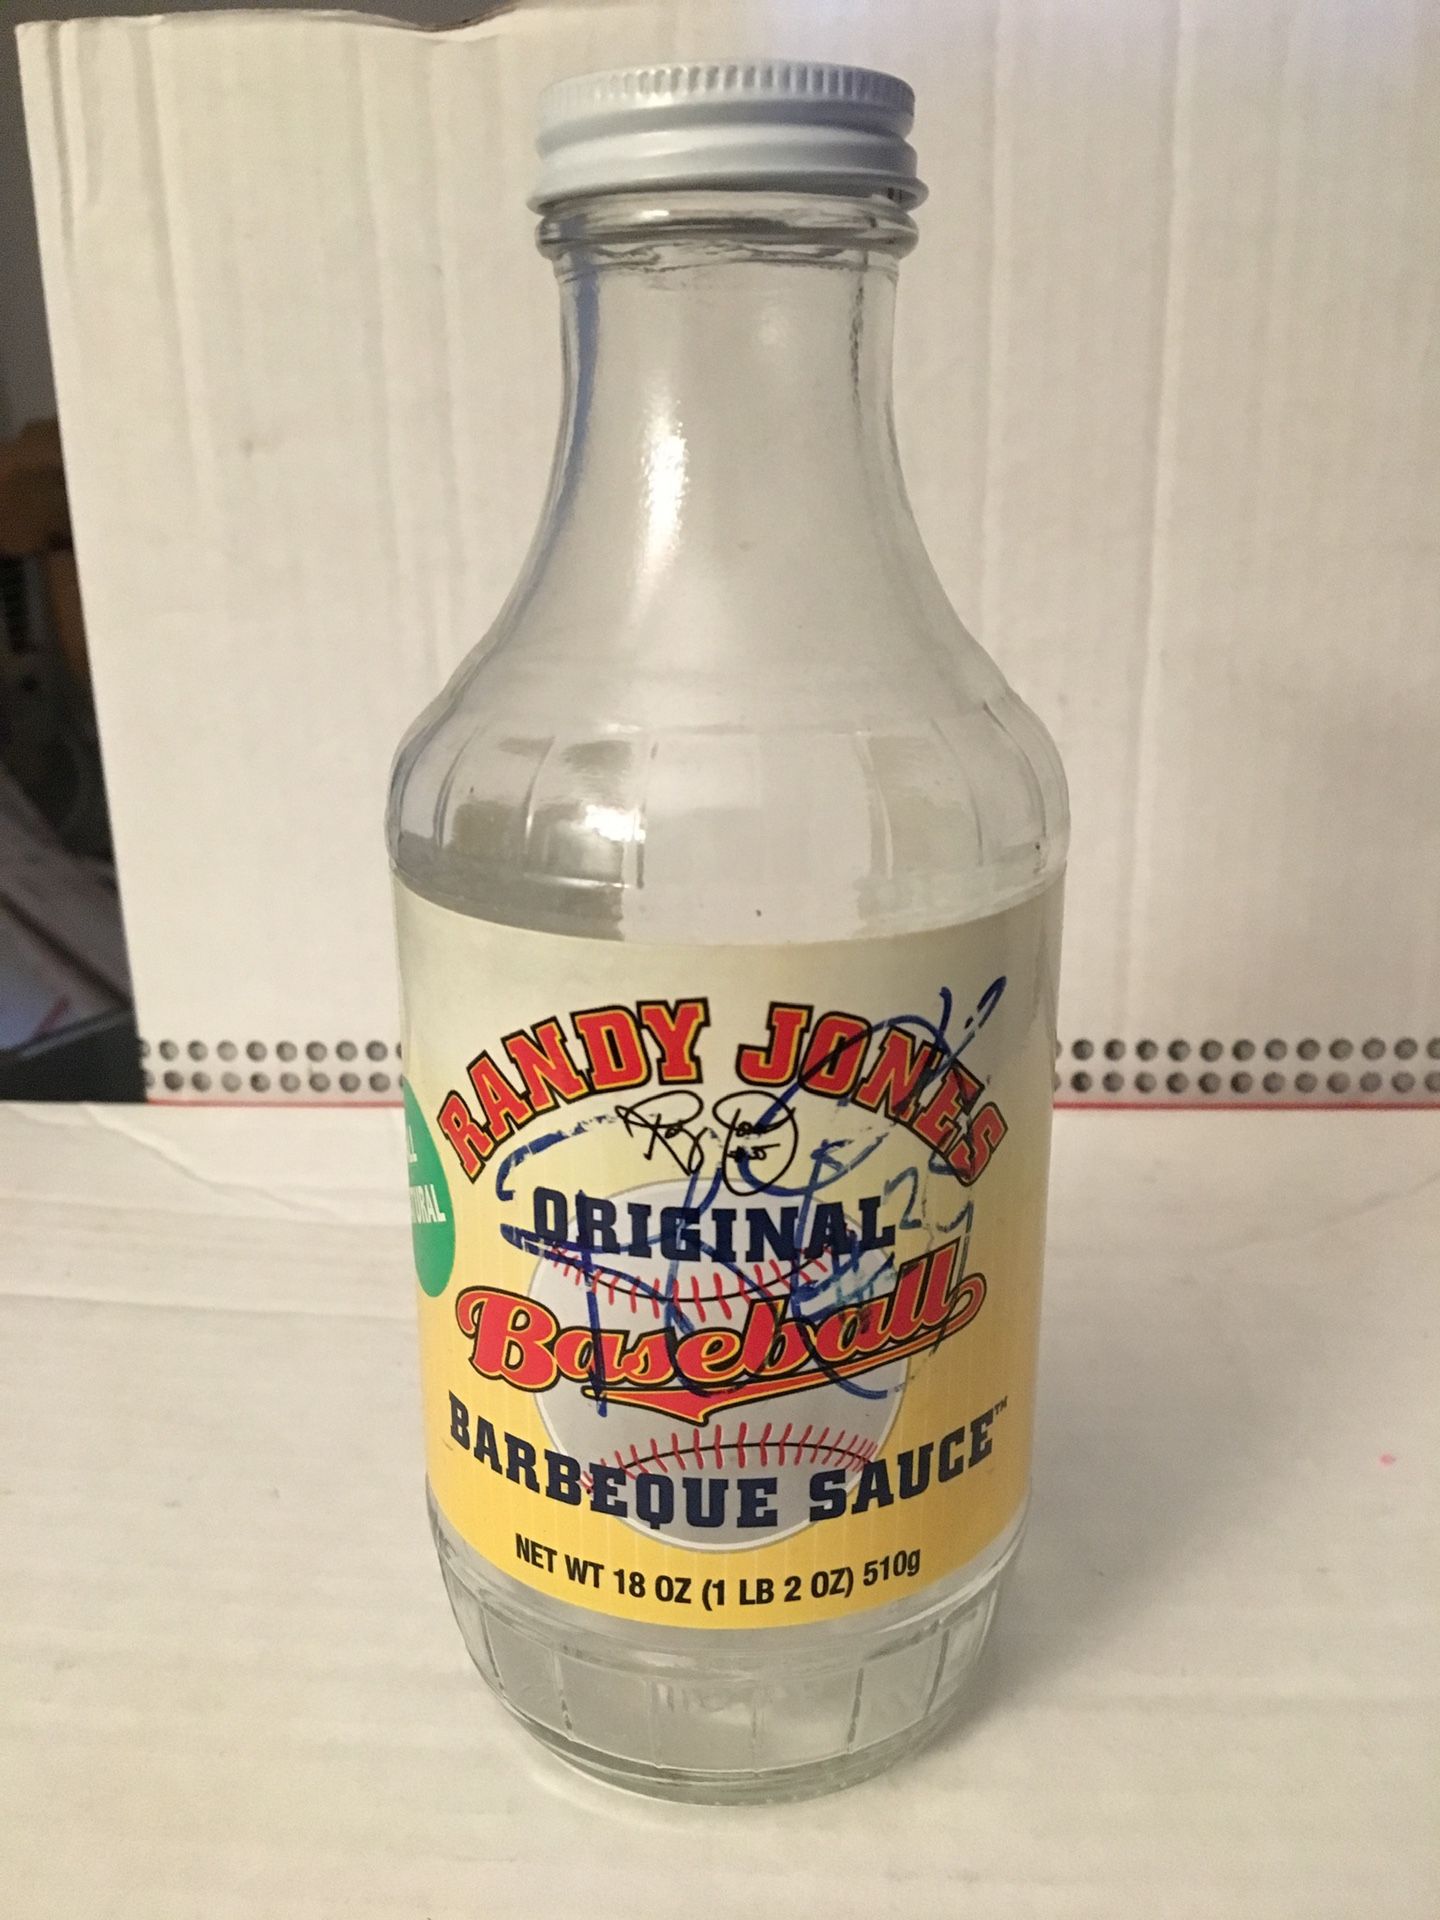 RANDY JONES
ORIGINAL
Baseball
BARBEQUE SAUCE™
NET WT 18 OZ (1 LB 2 OZ) 510g